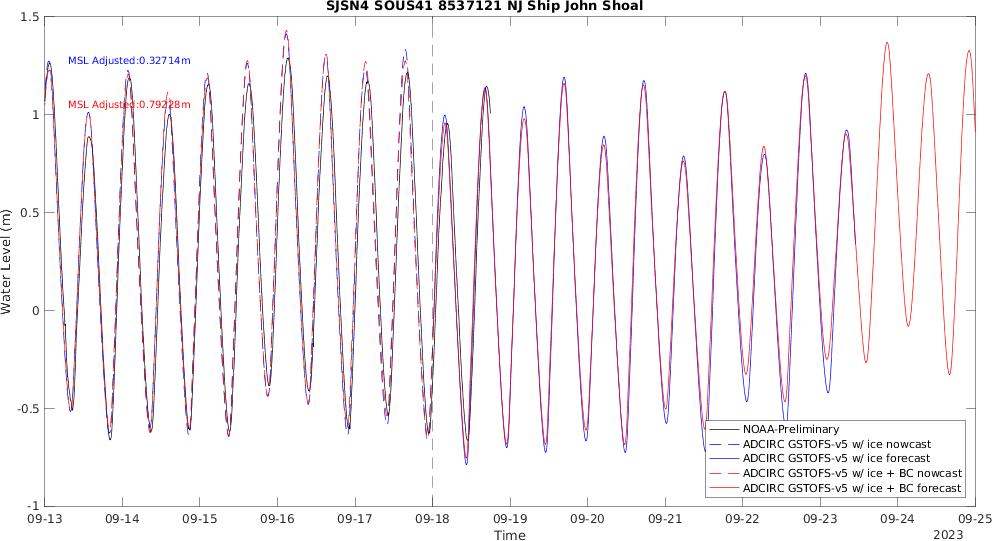 SJSN4 SOUS41 8537121 NJ Ship John Shoal
1.5
1
0.5
0
-0.5
-1
Water Level (m)
MSL Adjusted:0.32714m
MSL Adjusted:0.79228m
NOAA-Preliminary
ADCIRC GSTOFS-v5 w/ ice nowcast
ADCIRC GSTOFS-v5 w/ ice forecast
ADCIRC GSTOFS-v5 w/ ice + BC nowcast
ADCIRC GSTOFS-v5 w/ ice + BC forecast
09-13 09-14 09-15 09-16 09-17 09-18 09-19 09-20 09-21 09-22 09-23 09-24 09-25
Time
2023